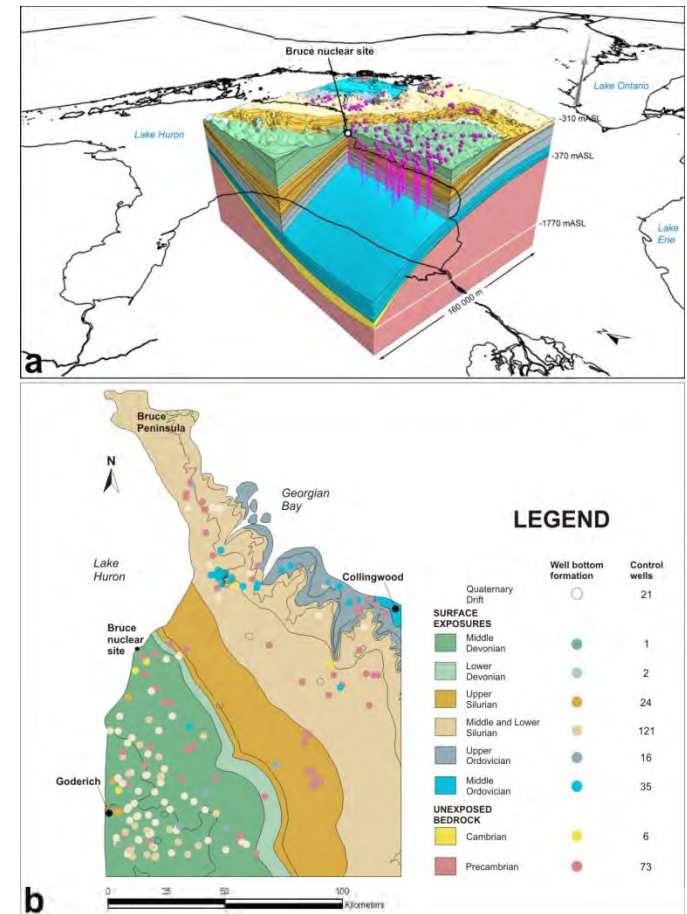 Bruce nuclear site
Lake Ontario
Lake Huron
-310 mASL
-370 mASL
-1770 mASL
Lake
Erie
160 000 m
N
a
Bruce
Peninsula
N
Georgian
Bay
Lake
Huron
Collingwood
Bruce
nuclear
site
Goderich
0 25 50 100
Kilometers
b
LEGEND
Well bottom formation Control wells
Quaternary Drift 21
SURFACE EXPOSURES
Middle Devonian 1
Lower Devonian 2
Upper Silurian 24
Middle and Lower Silurian 121
Upper Ordovician 16
Middle Ordovician 35
UNEXPOSED BEDROCK
Cambrian 6
Precambrian 73